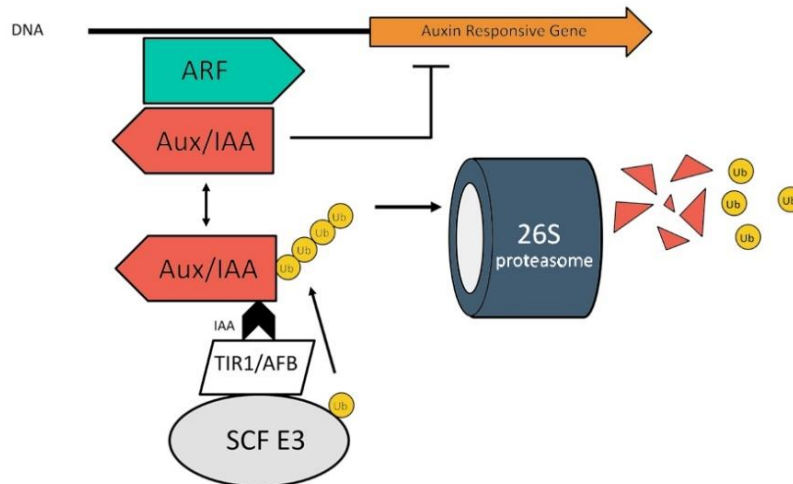 DNA
Auxin Responsive Gene
ARF
Aux/IAA
Aux/IAA
Ub
Ub
Ub
Ub
26S
proteasome
Ub
Ub
Ub
Ub
IAA
TIR1/AFB
Ub
SCF E3